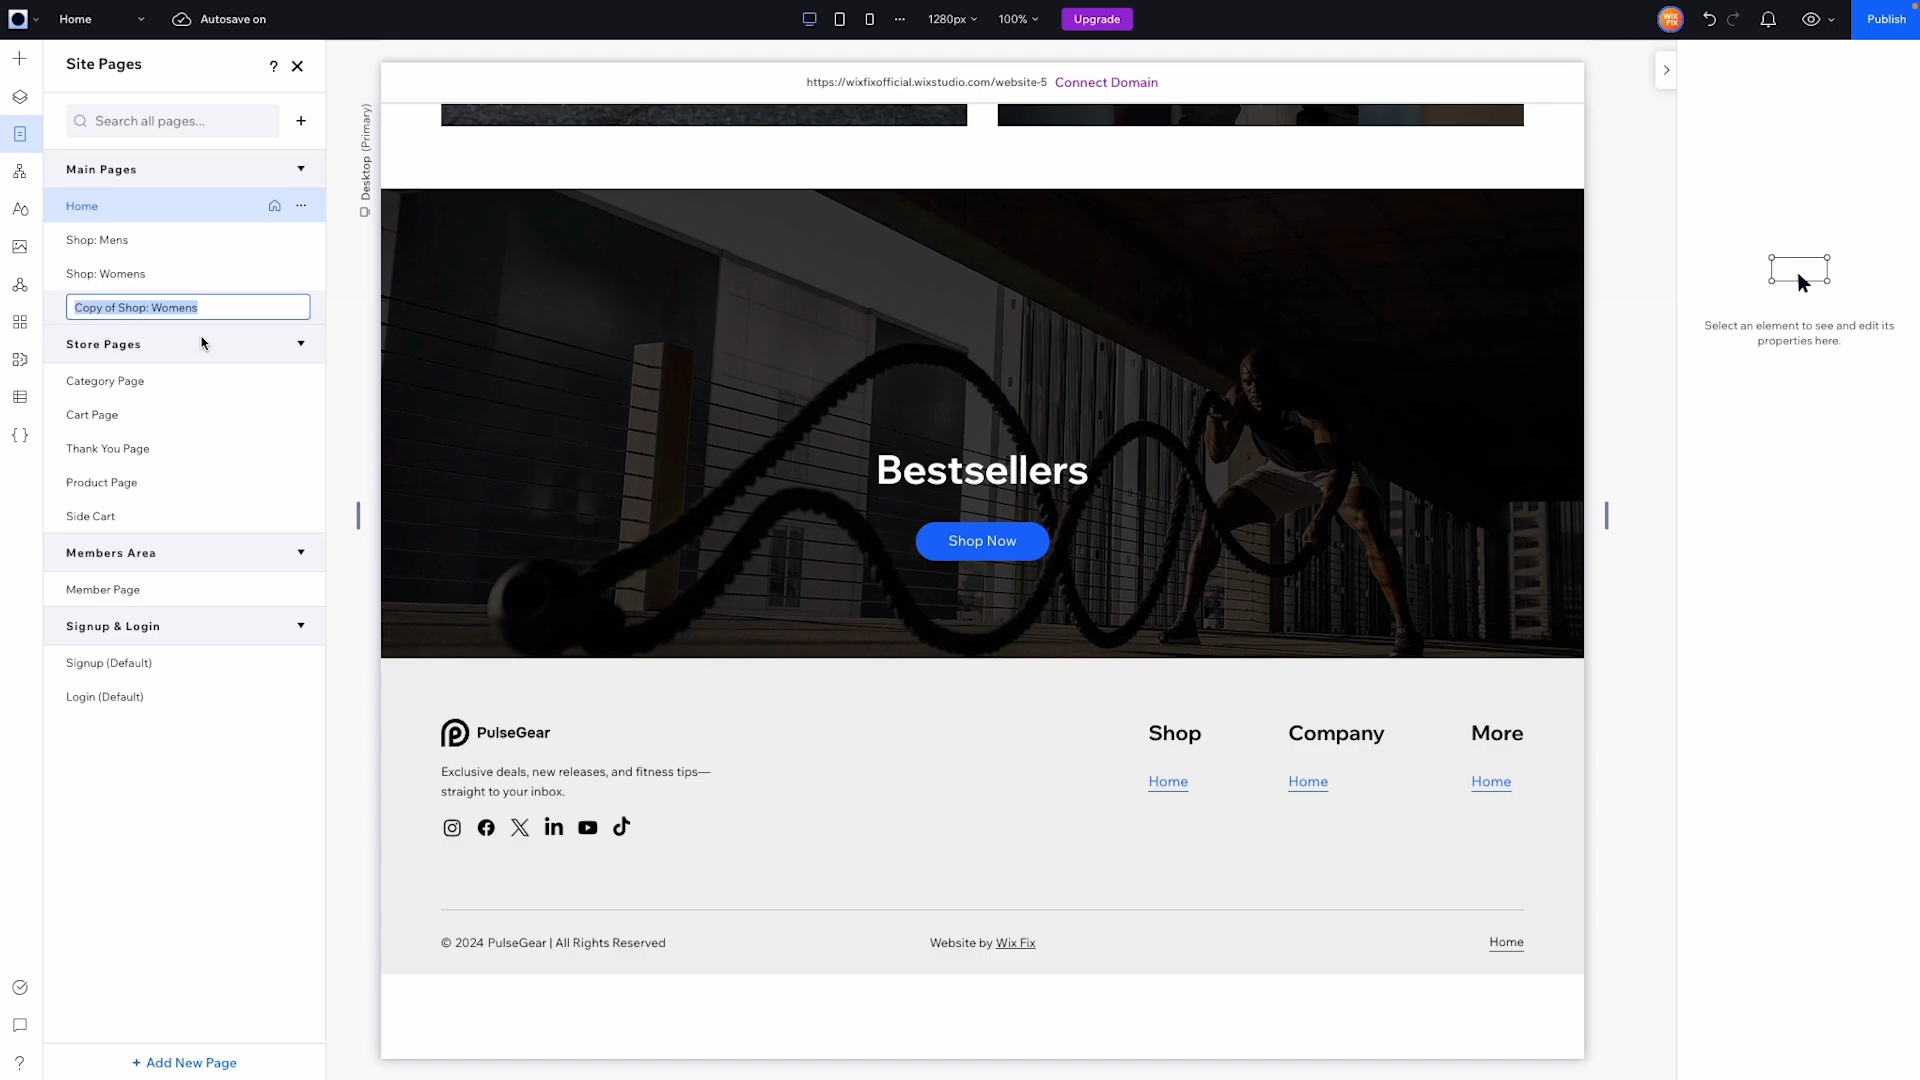 Home
Autosave on
1280px
100%
Upgrade
WIX
FIX
Publish
Site Pages
?
Search all pages...
Main Pages
Home
Shop: Mens
Shop: Womens
Copy of Shop: Womens
Store Pages
Category Page
Cart Page
Thank You Page
Product Page
Side Cart
Members Area
Member Page
Signup & Login
Signup (Default)
Login (Default)
+ Add New Page
Desktop (Primary)
https://wixfixofficial.wixstudio.com/website-5 Connect Domain
Bestsellers
Shop Now
PulseGear
Exclusive deals, new releases, and fitness tips—
straight to your inbox.
Shop
Home
Company
Home
More
Home
© 2024 PulseGear | All Rights Reserved
Website by Wix Fix
Home
Select an element to see and edit its
properties here.